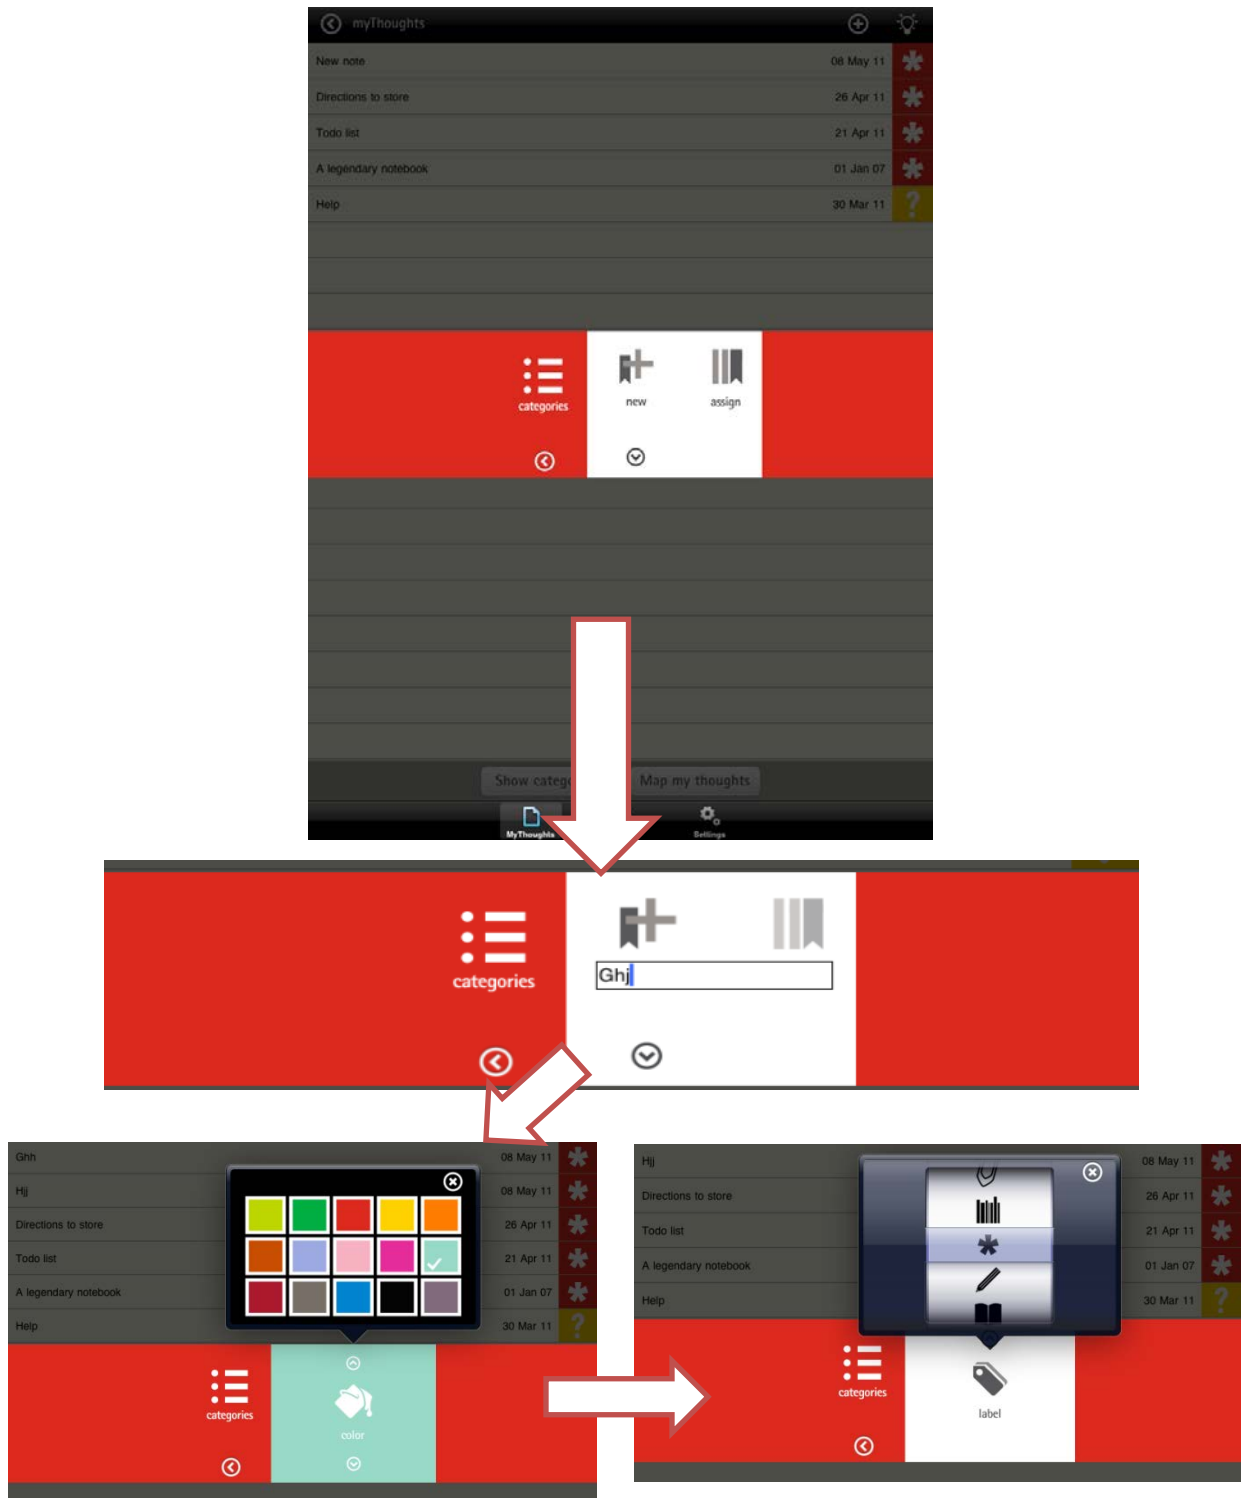 myThoughts
New note 08 May 11
Directions to store 26 Apr 11
Todo list 21 Apr 11
A legendary notebook 01 Jan 07
Help 30 Mar 11 ?
categories new assign
Show categ Map my thoughts
MyThoughts Settings
Ghj
categories
Ghh 08 May 11
Hjj 08 May 11
Directions to store 26 Apr 11
Todo list 21 Apr 11
A legendary notebook 01 Jan 07
Help 30 Mar 11 ?
categories
color
Hjj 08 May 11
Directions to store 26 Apr 11
Todo list 21 Apr 11
A legendary notebook 01 Jan 07
Help 30 Mar 11 ?
categories
label